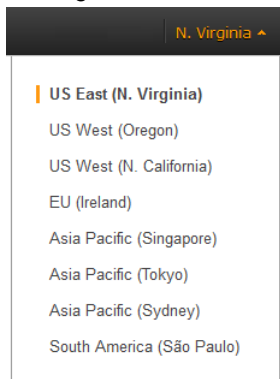 N. Virginia
US East (N. Virginia)
US West (Oregon)
US West (N. California)
EU (Ireland)
Asia Pacific (Singapore)
Asia Pacific (Tokyo)
Asia Pacific (Sydney)
South America (São Paulo)